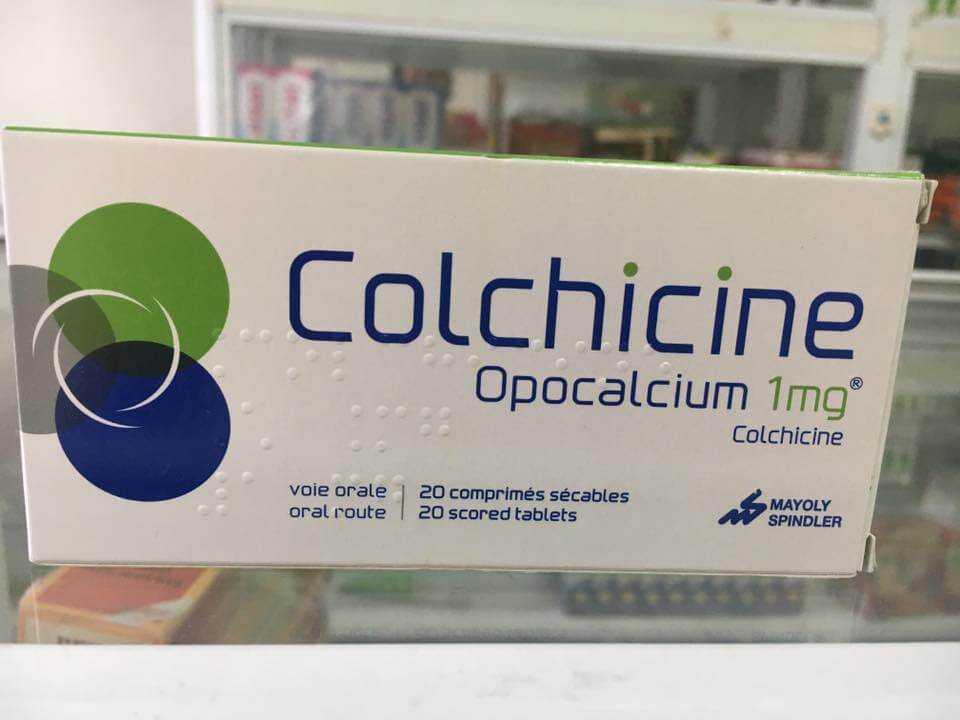 Colchicine
Opocalcium 1mg®
Colchicine
voie orale
oral route
20 comprimés sécables
20 scored tablets
MAYOLY
SPINDLER